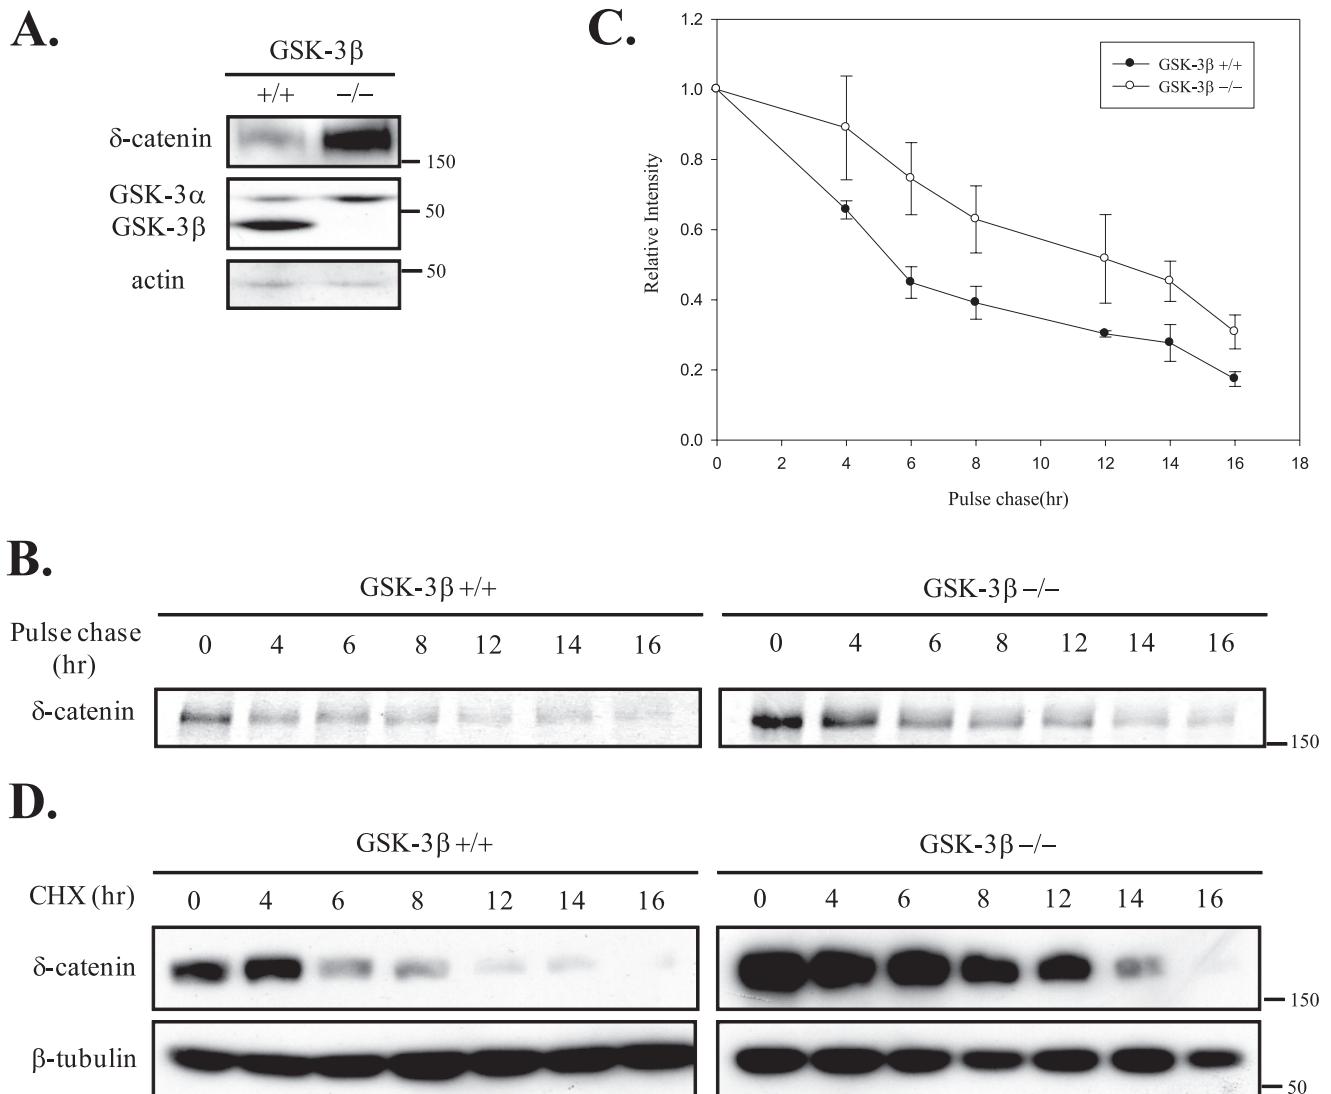 A.
GSK-3β
+/+ −/−
δ-catenin
150
GSK-3α
50
GSK-3β
50
actin
C.
1.2
1.0
0.8
0.6
0.4
0.2
0.0
Relative Intensity
GSK-3β +/+
GSK-3β −/−
0 2 4 6 8 10 12 14 16 18
Pulse chase(hr)
B.
GSK-3β +/+ GSK-3β −/−
Pulse chase (hr)
0 4 6 8 12 14 16 0 4 6 8 12 14 16
δ-catenin
150
D.
GSK-3β +/+ GSK-3β −/−
CHX (hr) 0 4 6 8 12 14 16 0 4 6 8 12 14 16
δ-catenin
150
β-tubulin
50